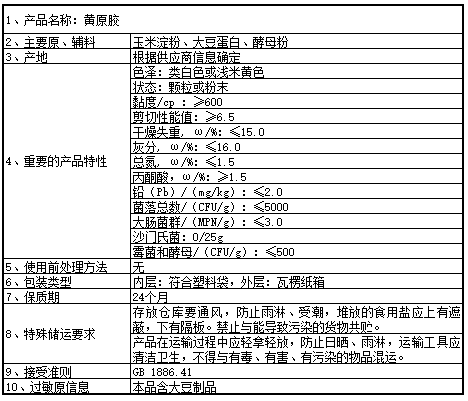 1、产品名称：黄原胶
2、主要原、辅料 玉米淀粉、大豆蛋白、酵母粉
3、产地 根据供应商信息确定
4、重要的产品特性
色泽：类白色或浅米黄色
状态：颗粒或粉末
黏度/cp ：≥600
剪切性能值：≥6.5
干燥失重, ω/%：≤15.0
灰分, ω/%：≤16.0
总氮, ω/%：≤1.5
丙酮酸，ω/%：≥1.5
铅（Pb）/（mg/kg）：≤2.0
菌落总数/（CFU/g）：≤5000
大肠菌群/（MPN/g）：≤3.0
沙门氏菌：0/25g
霉菌和酵母/（CFU/g）：≤500
5、使用前处理方法 无
6、包装类型 内层：符合塑料袋，外层：瓦楞纸箱
7、保质期 24个月
8、特殊储运要求
存放仓库要通风，防止雨淋、受潮，堆放的食用盐应上有遮
蔽，下有隔板。禁止与能导致污染的货物共贮。
产品在运输过程中应轻拿轻放，防止日晒、雨淋，运输工具应
清洁卫生，不得与有毒、有害、有污染的物品混运。
9、接受准则 GB 1886.41
10、过敏原信息 本品含大豆制品